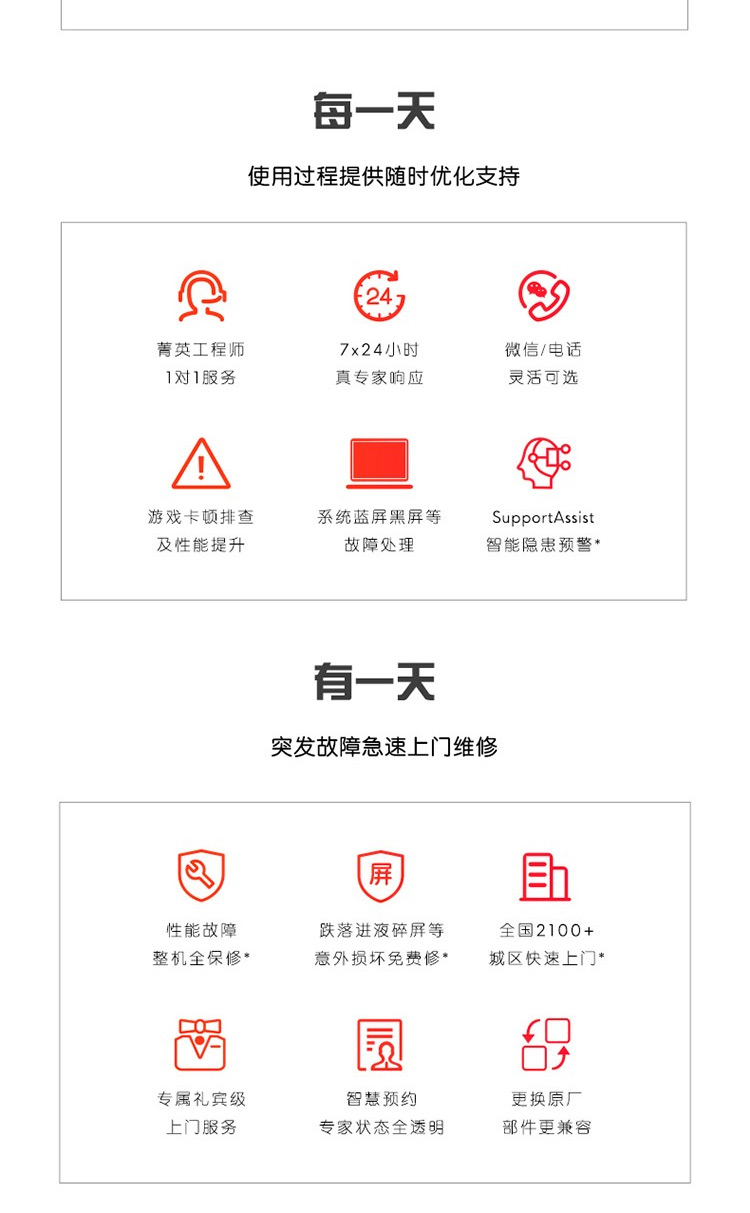 每一天
使用过程提供随时优化支持
24
菁英工程师
1对1服务
7x24小时
真专家响应
微信/电话
灵活可选
游戏卡顿排查
及性能提升
系统蓝屏黑屏等
故障处理
SupportAssist
智能隐患预警*
有一天
突发故障急速上门维修
屏
性能故障
整机全保修*
跌落进液碎屏等
意外损坏免费修*
全国2100+
城区快速上门*
专属礼宾级
上门服务
智慧预约
专家状态全透明
更换原厂
部件更兼容